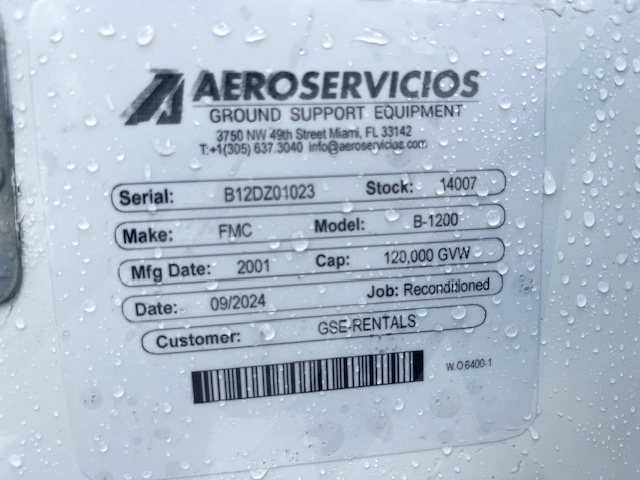 AEROSERVICIOS
GROUND SUPPORT EQUIPMENT
3750 NW 49th Street Miami, FL 33142
T:+1(305) 637.3040 info@aeroservicios.com
Serial: B12DZ01023 Stock: 14007
Make: FMC Model: B-1200
Mfg Date: 2001 Cap: 120,000 GVW
Date: 09/2024 Job: Reconditioned
Customer: GSE-RENTALS
W.O.6400-1